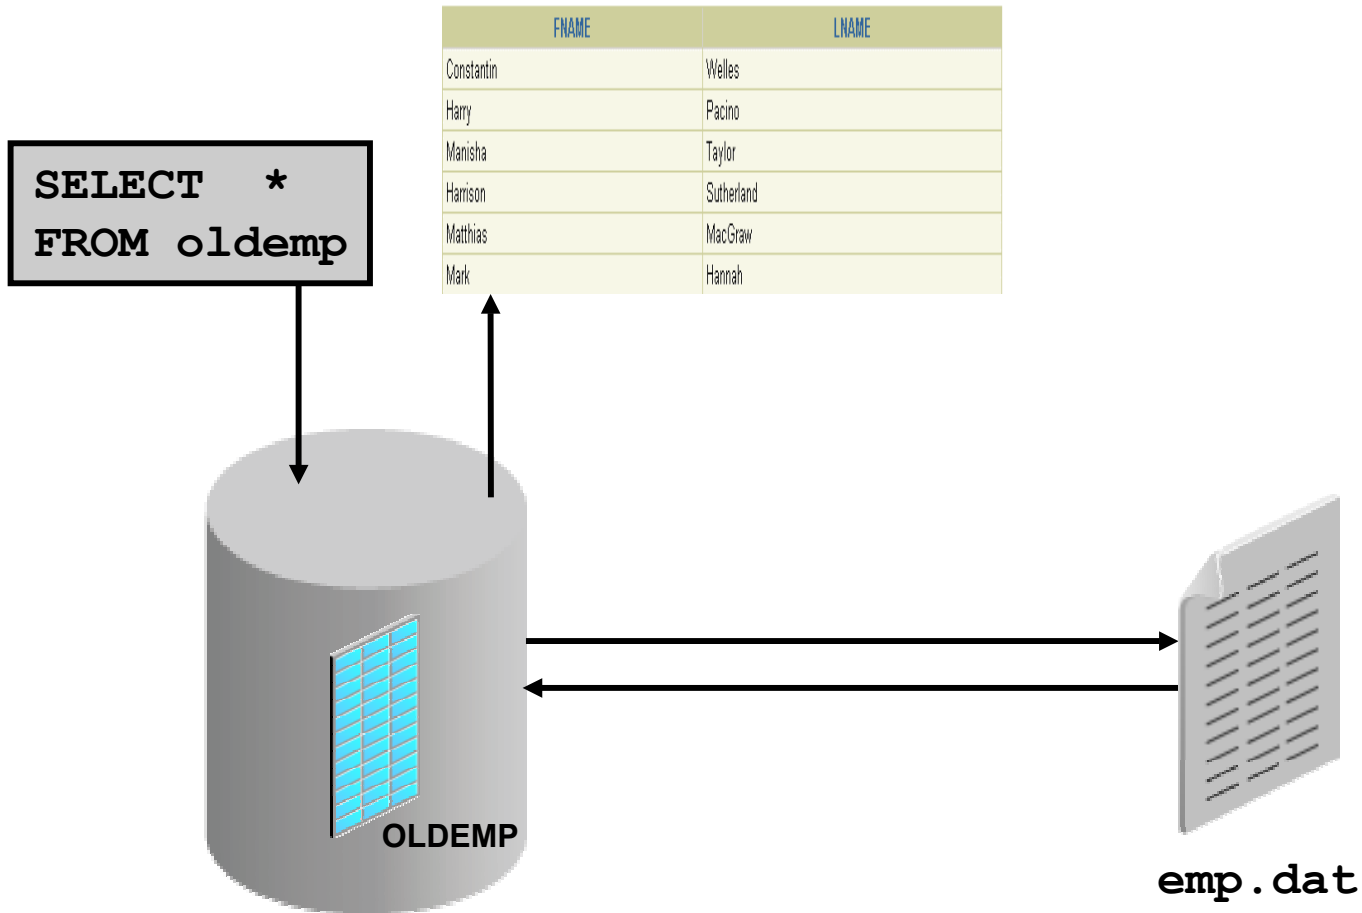 FNAME LNAME
Constantin Welles
Harry Pacino
Manisha Taylor
Harrison Sutherland
Matthias MacGraw
Mark Hannah
SELECT *
FROM oldemp
OLDEMP
emp.dat